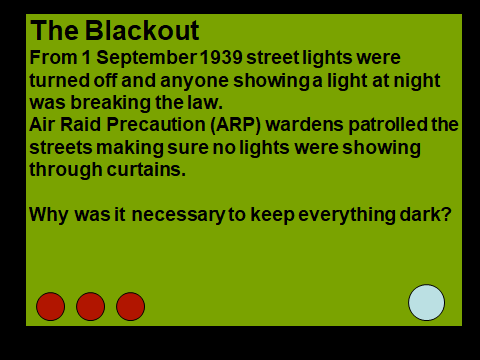 The Blackout
From 1 September 1939 street lights were
turned off and anyone showing a light at night
was breaking the law.
Air Raid Precaution (ARP) wardens patrolled the
streets making sure no lights were showing
through curtains.
Why was it necessary to keep everything dark?